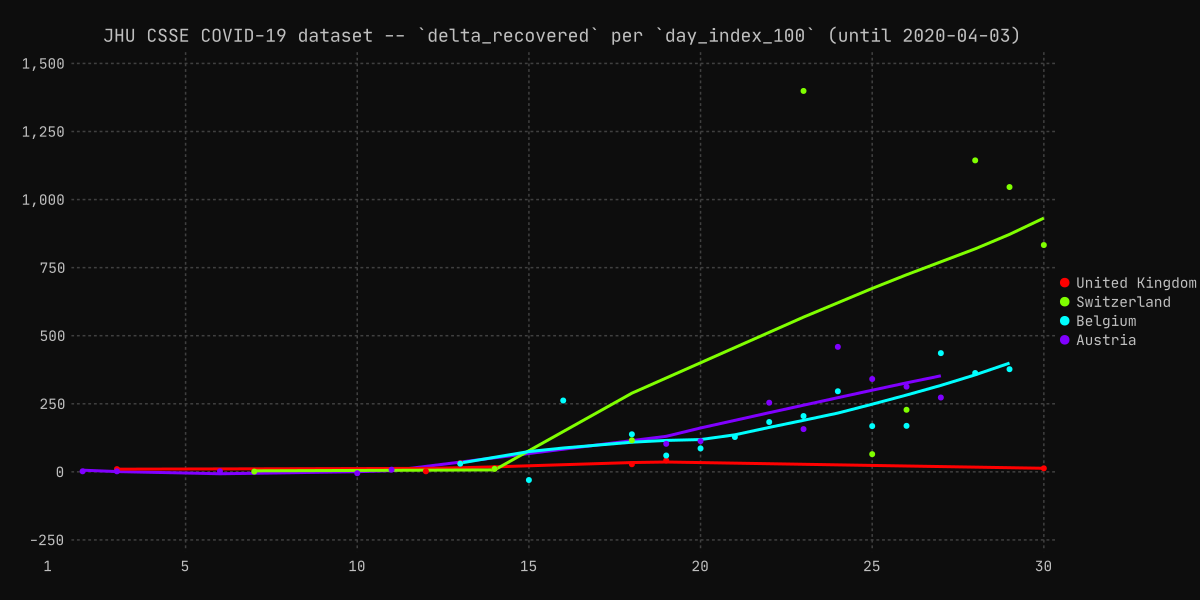 JHU CSSE COVID-19 dataset -- `delta_recovered` per `day_index_100` (until 2020-04-03)
1,500
1,250
1,000
750
500
250
0
-250
1 5 10 15 20 25 30
United Kingdom
Switzerland
Belgium
Austria